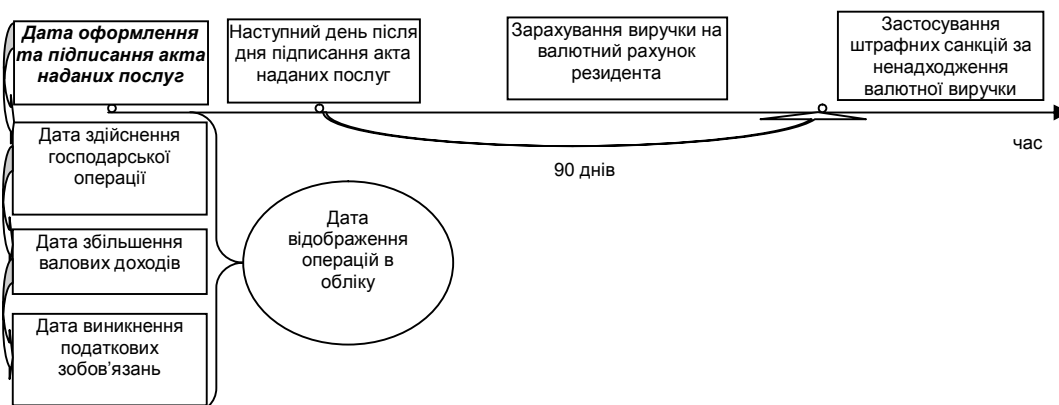 Дата оформлення
та підписання акта
наданих послуг
Наступний день після
дня підписання акта
наданих послуг
Зарахування виручки на
валютний рахунок
резидента
Застосування
штрафних санкцій за
ненадходження
валютної виручки
час
90 днів
Дата здійснення
господарської
операції
Дата збільшення
валових доходів
Дата виникнення
податкових
зобов’язань
Дата
відображення
операцій в
обліку